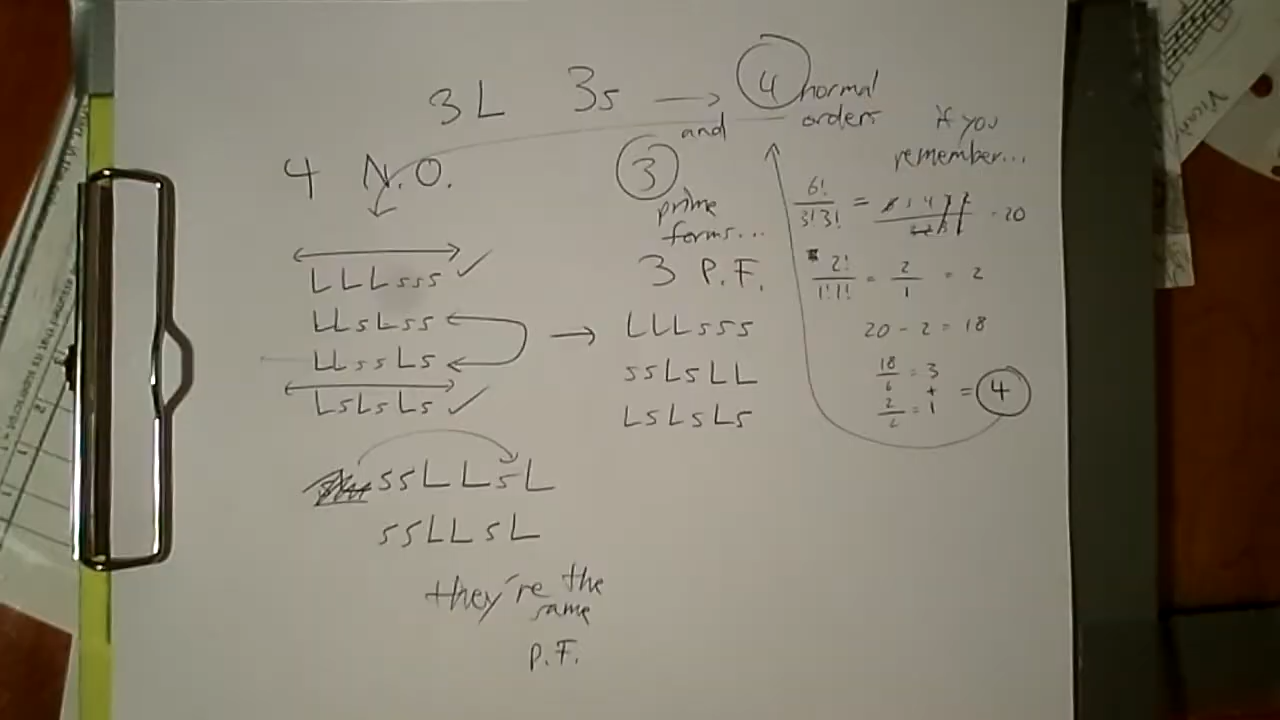 3L 3s → 4 normal orders
and
3 prime forms...
if you
remember...
4 N.O.
LLLsss ✓
LLsLss
LLssLs
LsLsLs ✓
ssLLsL
ssLLsL
they're the
same
P.F.
3 P.F.
→ LLLsss
ssLsLL
LsLsLs
6!/3!3! =
20
2!/1!1! = 2/1 = 2
20 - 2 = 18
18/6 = 3
+
= 1
= 4
Vican